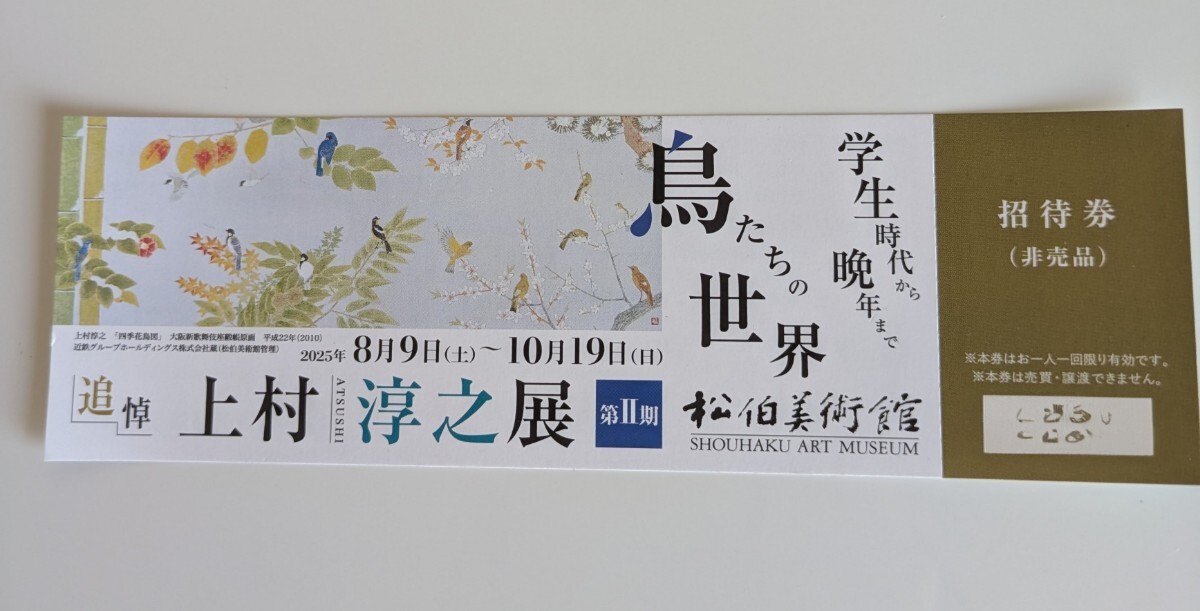 鳥たちの
世界
学生時代から
晩年まで
上村淳之 「四季花鳥図」 大阪新歌舞伎座緞帳原画 平成22年(2010)
近鉄グループホールディングス株式会社蔵(松伯美術館管理)
2025年 8月9日(土)〜10月19日(日)
追悼 上村 淳之展 第II期
ATSUSHI
松伯美術館
SHOUHAKU ART MUSEUM
招待券
(非売品)
※本券はお一人一回限り有効です。
※本券は売買・譲渡できません。